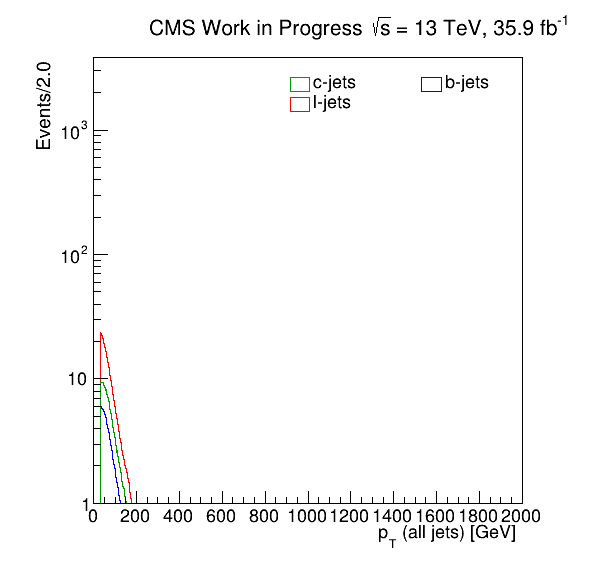 CMS Work in Progress √s = 13 TeV, 35.9 fb⁻¹
Events/2.0
c-jets b-jets
l-jets
10³
10²
10
1
0 200 400 600 800 1000 1200 1400 1600 1800 2000
p_T (all jets) [GeV]